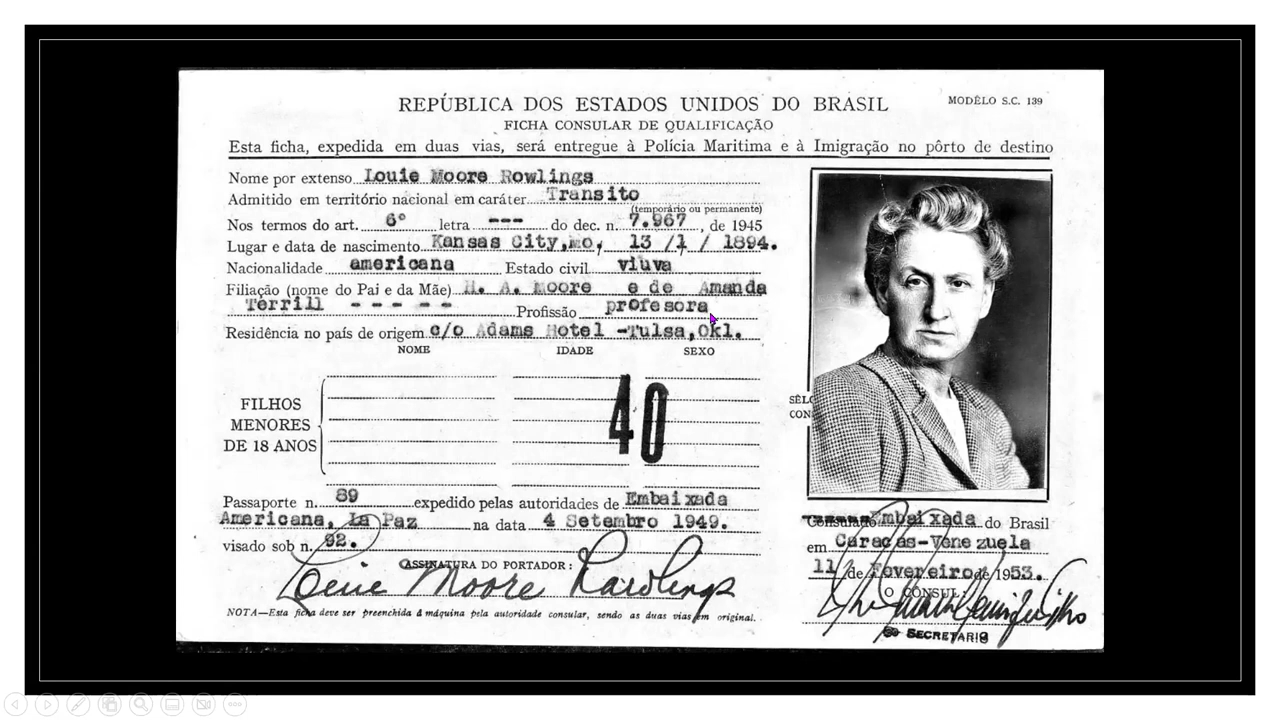 REPÚBLICA DOS ESTADOS UNIDOS DO BRASIL
MODÊLO S.C. 139
FICHA CONSULAR DE QUALIFICAÇÃO
Esta ficha, expedida em duas vias, será entregue à Polícia Maritima e à Imigração no pôrto de destino
Nome por extenso Louie Moore Rowlings
Admitido em território nacional em caráter Transito
(temporário ou permanente)
Nos termos do art. 6º letra --- do dec. n. 7.967, de 1945
Lugar e data de nascimento Kansas City, Mo, 13 /1 / 1894.
Nacionalidade americana Estado civil viuva
Filiação (nome do Pai e da Mãe) M. A. Moore e de Amanda
Terrill - - - - - Profissão profesora
Residência no país de origem c/o Adams Hotel -Tulsa,Okl.
NOME IDADE SEXO
FILHOS
MENORES
DE 18 ANOS
40
SÊLO
CON
Passaporte n. 89 expedido pelas autoridades de Embaixada
Americana, La Paz na data 4 Setembro 1949.
visado sob n. 92.
ASSINATURA DO PORTADOR:
Moore Rawlings
NOTA—Esta ficha deve ser preenchida á máquina pela autoridade consular, sendo as duas vias em original.
Consulado Embaixada do Brasil
em Caracas-Venezuela
11 de Fevereiro de 1953.
O CONSUL:
SECRETARIO